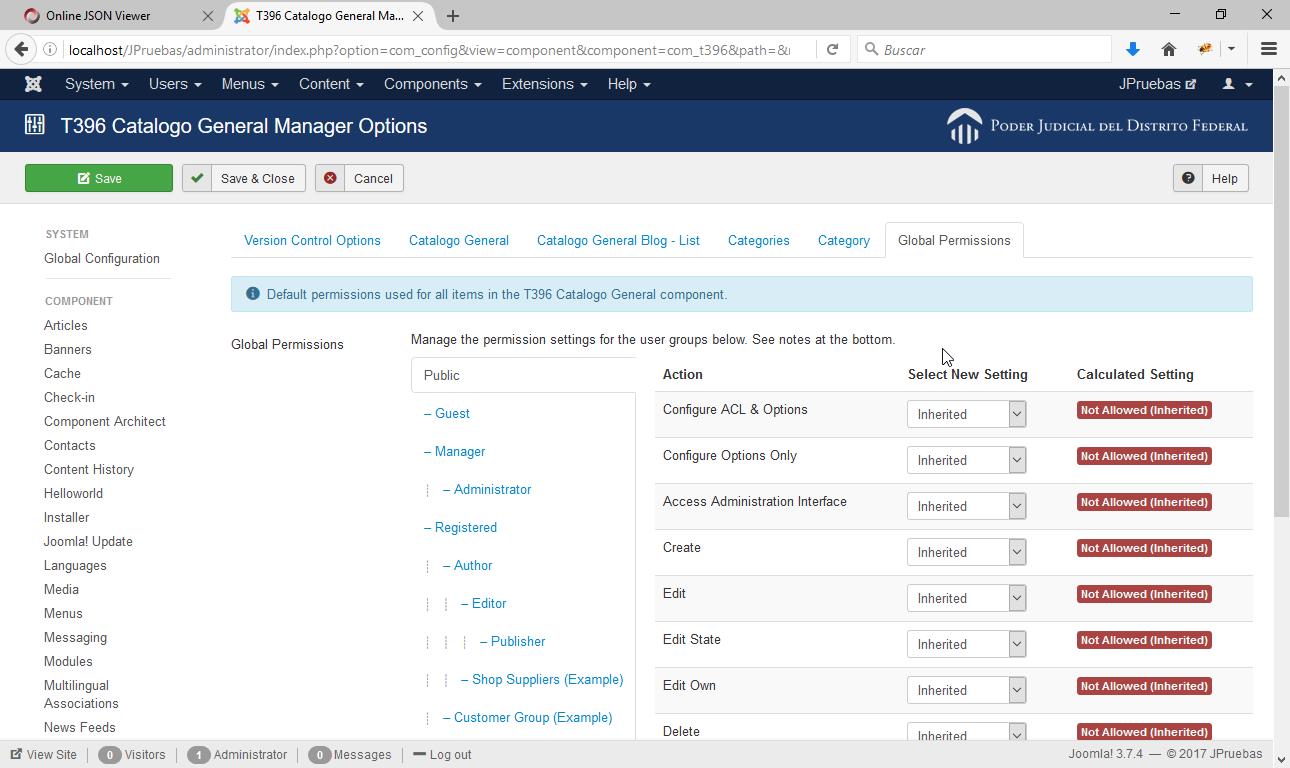 Online JSON Viewer
T396 Catalogo General Ma...
localhost/JPruebas/administrator/index.php?option=com_config&view=component&component=com_t396&path=&
Buscar
System Users Menus Content Components Extensions Help JPruebas
T396 Catalogo General Manager Options
PODER JUDICIAL DEL DISTRITO FEDERAL
Save Save & Close Cancel Help
SYSTEM
Global Configuration
COMPONENT
Articles
Banners
Cache
Check-in
Component Architect
Contacts
Content History
Helloworld
Installer
Joomla! Update
Languages
Media
Menus
Messaging
Modules
Multilingual
Associations
News Feeds
Version Control Options Catalogo General Catalogo General Blog - List Categories Category Global Permissions
Default permissions used for all items in the T396 Catalogo General component.
Global Permissions
Manage the permission settings for the user groups below. See notes at the bottom.
Public
– Guest
– Manager
– Administrator
– Registered
– Author
– Editor
– Publisher
– Shop Suppliers (Example)
– Customer Group (Example)
Action Select New Setting Calculated Setting
Configure ACL & Options Inherited Not Allowed (Inherited)
Configure Options Only Inherited Not Allowed (Inherited)
Access Administration Interface Inherited Not Allowed (Inherited)
Create Inherited Not Allowed (Inherited)
Edit Inherited Not Allowed (Inherited)
Edit State Inherited Not Allowed (Inherited)
Edit Own Inherited Not Allowed (Inherited)
Delete Inherited Not Allowed (Inherited)
View Site 0 Visitors 1 Administrator 0 Messages Log out
Joomla! 3.7.4 — © 2017 JPruebas